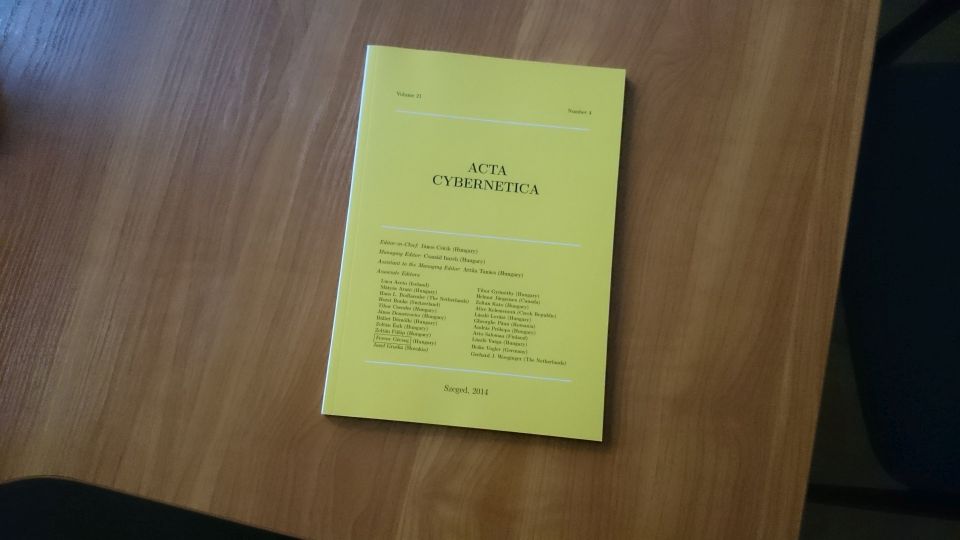 Volume 21
Number 4
ACTA
CYBERNETICA
Editor-in-Chief: János Csirik (Hungary)
Managing Editor: Csanád Imreh (Hungary)
Assistant to the Managing Editor: Attila Tanács (Hungary)
Associate Editors:
Luca Aceto (Iceland)
Mátyás Arató (Hungary)
Hans L. Bodlaender (The Netherlands)
Horst Bunke (Switzerland)
Tibor Csendes (Hungary)
János Demetrovics (Hungary)
Bálint Dömölki (Hungary)
Zoltán Ésik (Hungary)
Zoltán Fülöp (Hungary)
Ferenc Gécseg (Hungary)
Jozef Gruska (Slovakia)
Tibor Gyimóthy (Hungary)
Helmut Jürgensen (Canada)
Zoltan Kato (Hungary)
Alice Kelemenová (Czech Republic)
László Lovász (Hungary)
Gheorghe Păun (Romania)
András Prékopa (Hungary)
Arto Salomaa (Finland)
László Varga (Hungary)
Heiko Vogler (Germany)
Gerhard J. Woeginger (The Netherlands)
Szeged, 2014